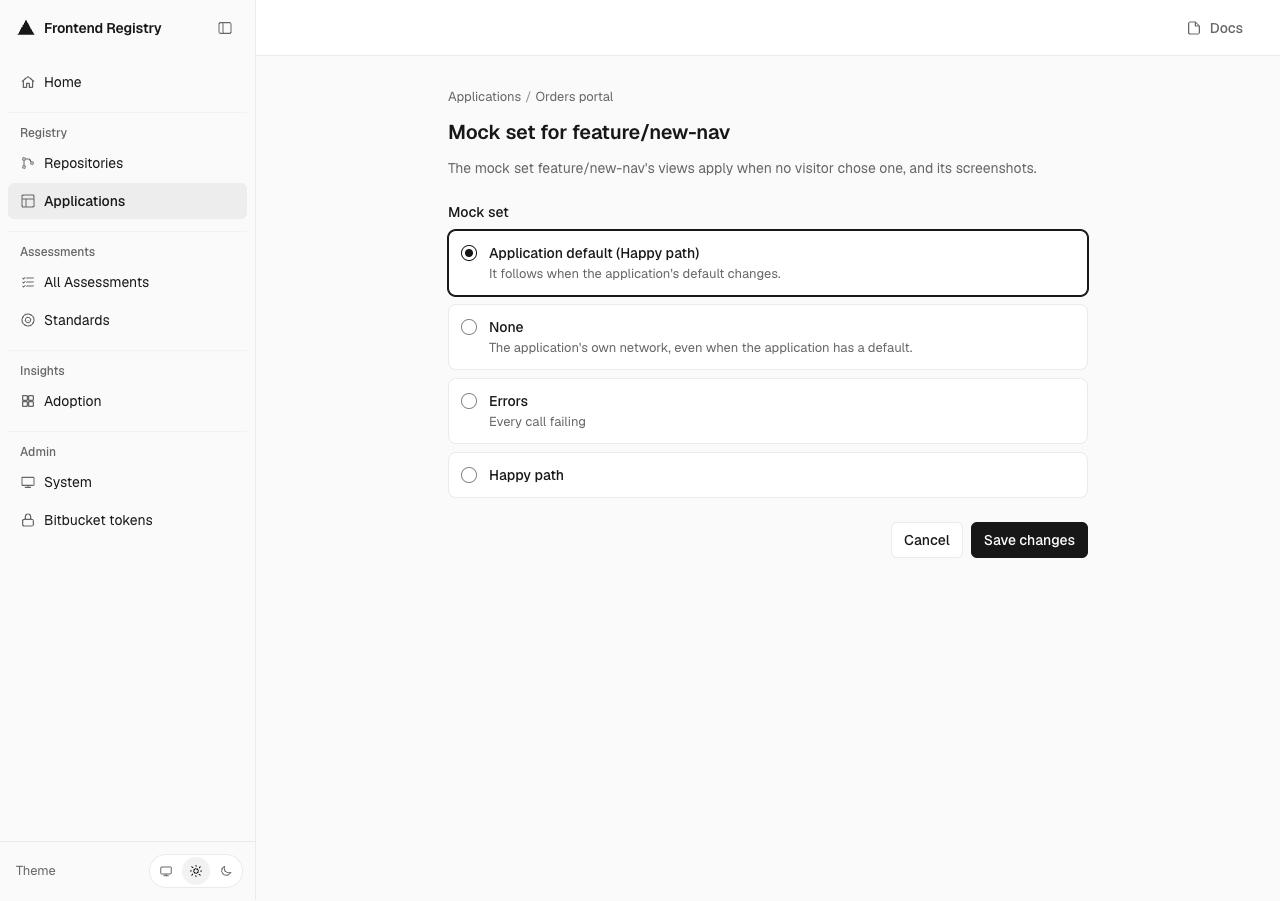 Frontend Registry
Docs
Home
Registry
Repositories
Applications
Assessments
All Assessments
Standards
Insights
Adoption
Admin
System
Bitbucket tokens
Theme
Applications / Orders portal
Mock set for feature/new-nav
The mock set feature/new-nav's views apply when no visitor chose one, and its screenshots.
Mock set
Application default (Happy path)
It follows when the application's default changes.
None
The application's own network, even when the application has a default.
Errors
Every call failing
Happy path
Cancel
Save changes